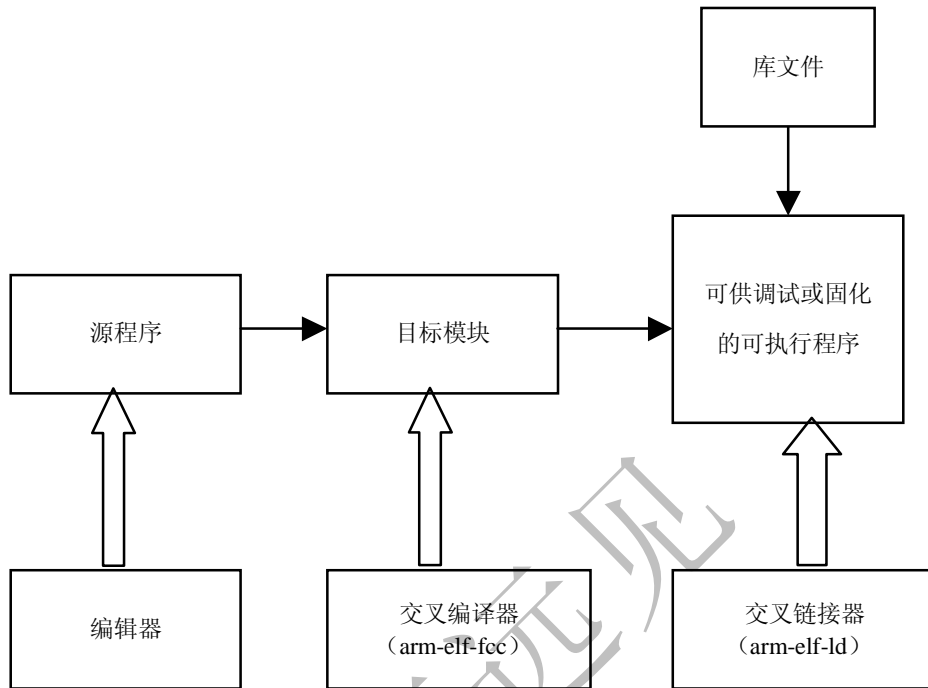 库文件
源程序
目标模块
可供调试或固化
的可执行程序
编辑器
交叉编译器
（arm-elf-fcc）
交叉链接器
（arm-elf-ld）
远见